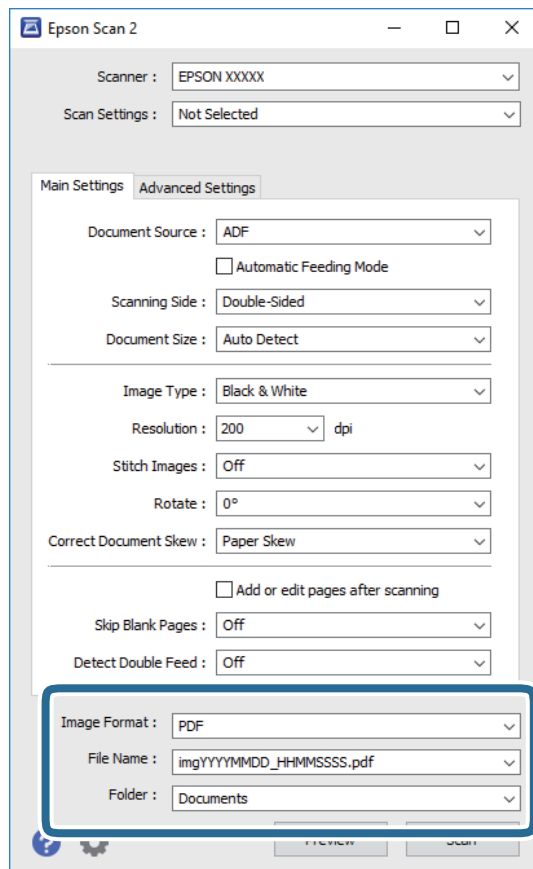 Epson Scan 2
Scanner : EPSON XXXXX
Scan Settings : Not Selected
Main Settings Advanced Settings
Document Source : ADF
Automatic Feeding Mode
Scanning Side : Double-Sided
Document Size : Auto Detect
Image Type : Black & White
Resolution : 200 dpi
Stitch Images : Off
Rotate : 0°
Correct Document Skew : Paper Skew
Add or edit pages after scanning
Skip Blank Pages : Off
Detect Double Feed : Off
Image Format : PDF
File Name : imgYYYYMMDD_HHMMSSSS.pdf
Folder : Documents
? Preview Scan